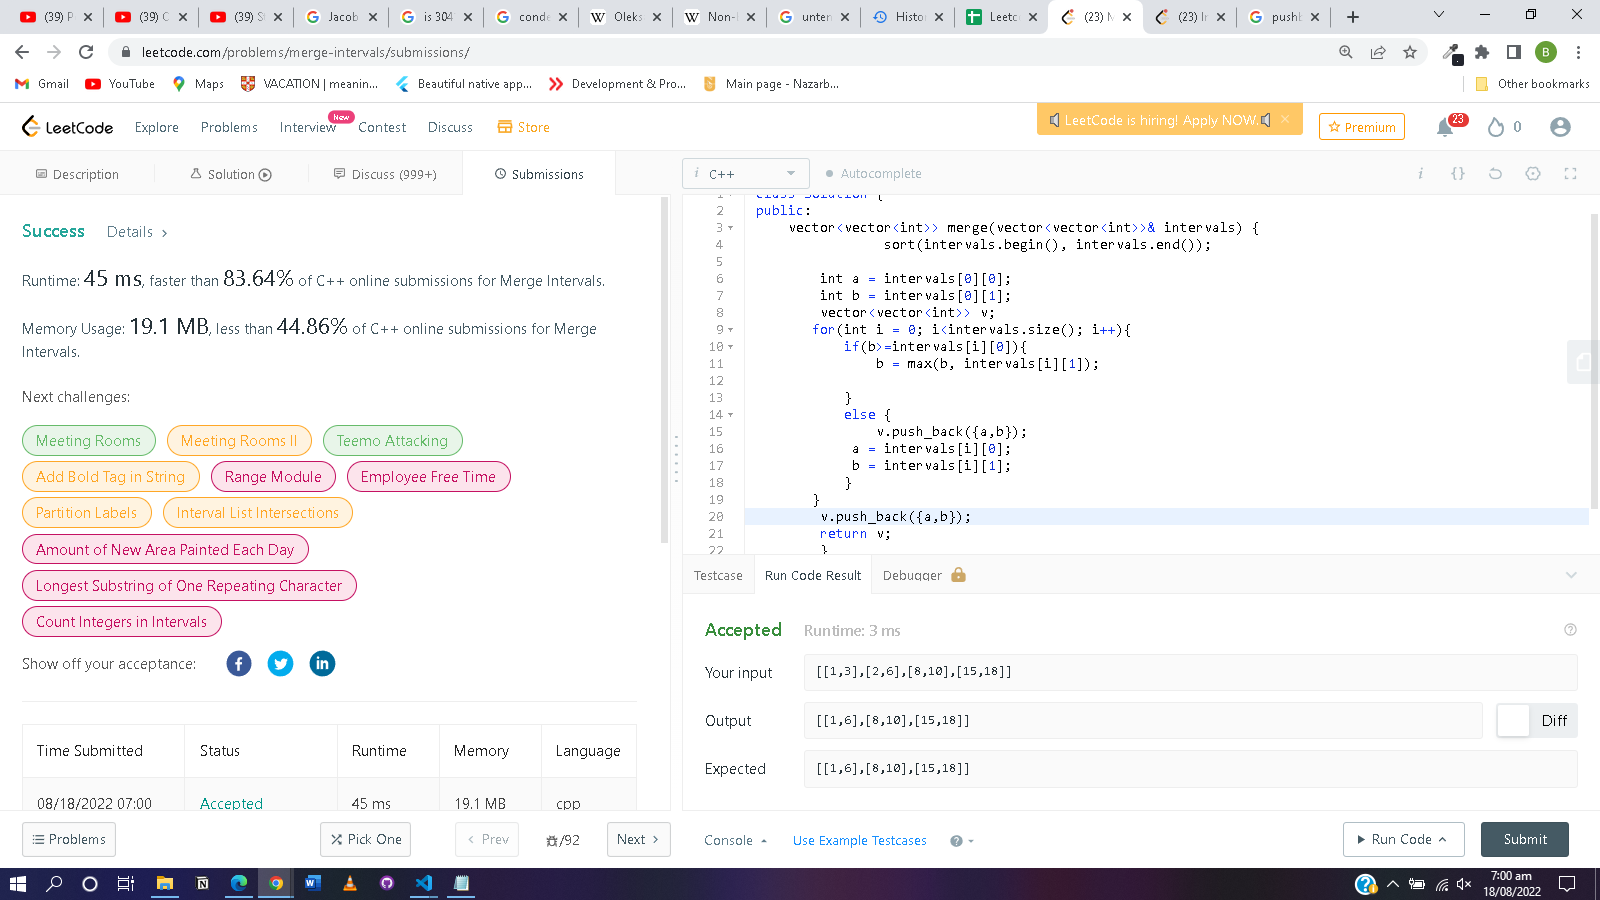 (39) P
(39) C
(39) S
Jacob
is 304
conde
Oleks
Non-
unten
Histo
Leetc
(23) M
(23) Ir
pushb
leetcode.com/problems/merge-intervals/submissions/
B
Gmail
YouTube
Maps
VACATION | meanin...
Beautiful native app...
Development & Pro...
Main page - Nazarb...
Other bookmarks
LeetCode
Explore
Problems
Interview
New
Contest
Discuss
Store
LeetCode is hiring! Apply NOW.
Premium
23
0
Description
Solution
Discuss (999+)
Submissions
i C++
Autocomplete
Success
Details >
Runtime: 45 ms, faster than 83.64% of C++ online submissions for Merge Intervals.
Memory Usage: 19.1 MB, less than 44.86% of C++ online submissions for Merge
Intervals.
Next challenges:
Meeting Rooms
Meeting Rooms II
Teemo Attacking
Add Bold Tag in String
Range Module
Employee Free Time
Partition Labels
Interval List Intersections
Amount of New Area Painted Each Day
Longest Substring of One Repeating Character
Count Integers in Intervals
Show off your acceptance:
Time Submitted
Status
Runtime
Memory
Language
08/18/2022 07:00
Accepted
45 ms
19.1 MB
cpp
1 class Solution {
2 public:
3 vector<vector<int>> merge(vector<vector<int>>& intervals) {
4 sort(intervals.begin(), intervals.end());
5
6 int a = intervals[0][0];
7 int b = intervals[0][1];
8 vector<vector<int>> v;
9 for(int i = 0; i<intervals.size(); i++){
10 if(b>=intervals[i][0]){
11 b = max(b, intervals[i][1]);
12
13 }
14 else {
15 v.push_back({a,b});
16 a = intervals[i][0];
17 b = intervals[i][1];
18 }
19 }
20 v.push_back({a,b});
21 return v;
22 }
Testcase
Run Code Result
Debugger
Accepted
Runtime: 3 ms
Your input
[[1,3],[2,6],[8,10],[15,18]]
Output
[[1,6],[8,10],[15,18]]
Diff
Expected
[[1,6],[8,10],[15,18]]
Problems
Pick One
< Prev
/92
Next >
Console
Use Example Testcases
Run Code
Submit
7:00 am
18/08/2022